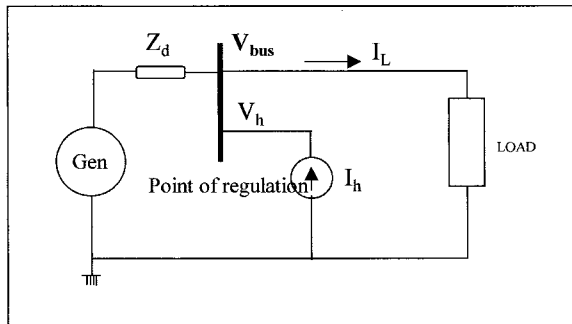 Z_d
V_bus
I_L
V_h
Gen
LOAD
Point of regulation
I_h